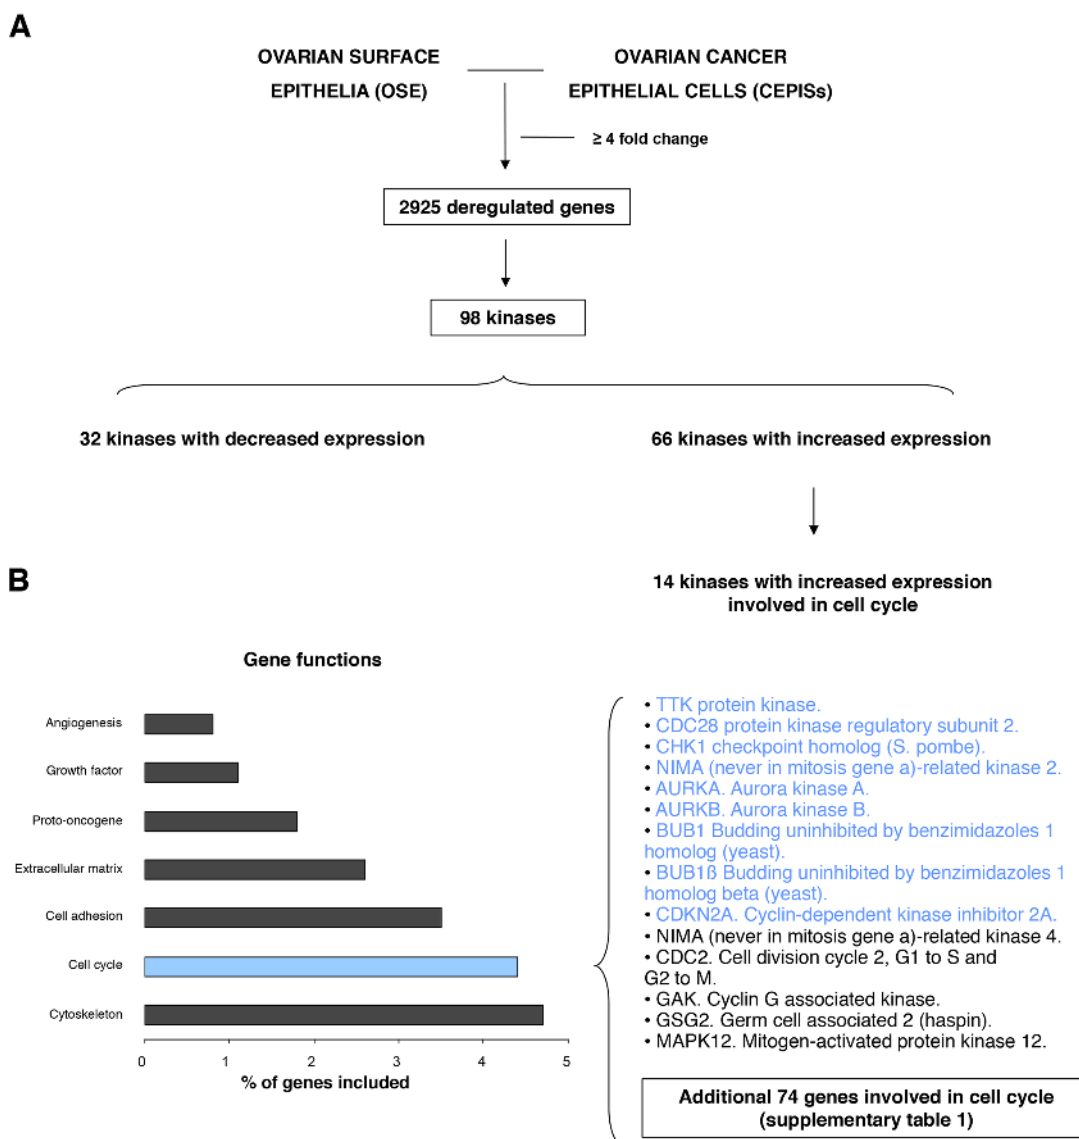 A
OVARIAN SURFACE
EPITHELIA (OSE)
OVARIAN CANCER
EPITHELIAL CELLS (CEPISs)
≥ 4 fold change
2925 deregulated genes
98 kinases
32 kinases with decreased expression
66 kinases with increased expression
14 kinases with increased expression
involved in cell cycle
B
Gene functions
Angiogenesis
Growth factor
Proto-oncogene
Extracellular matrix
Cell adhesion
Cell cycle
Cytoskeleton
0 1 2 3 4 5
% of genes included
• TTK protein kinase.
• CDC28 protein kinase regulatory subunit 2.
• CHK1 checkpoint homolog (S. pombe).
• NIMA (never in mitosis gene a)-related kinase 2.
• AURKA. Aurora kinase A.
• AURKB. Aurora kinase B.
• BUB1 Budding uninhibited by benzimidazoles 1
homolog (yeast).
• BUB1ß Budding uninhibited by benzimidazoles 1
homolog beta (yeast).
• CDKN2A. Cyclin-dependent kinase inhibitor 2A.
• NIMA (never in mitosis gene a)-related kinase 4.
• CDC2. Cell division cycle 2, G1 to S and
G2 to M.
• GAK. Cyclin G associated kinase.
• GSG2. Germ cell associated 2 (haspin).
• MAPK12. Mitogen-activated protein kinase 12.
Additional 74 genes involved in cell cycle
(supplementary table 1)